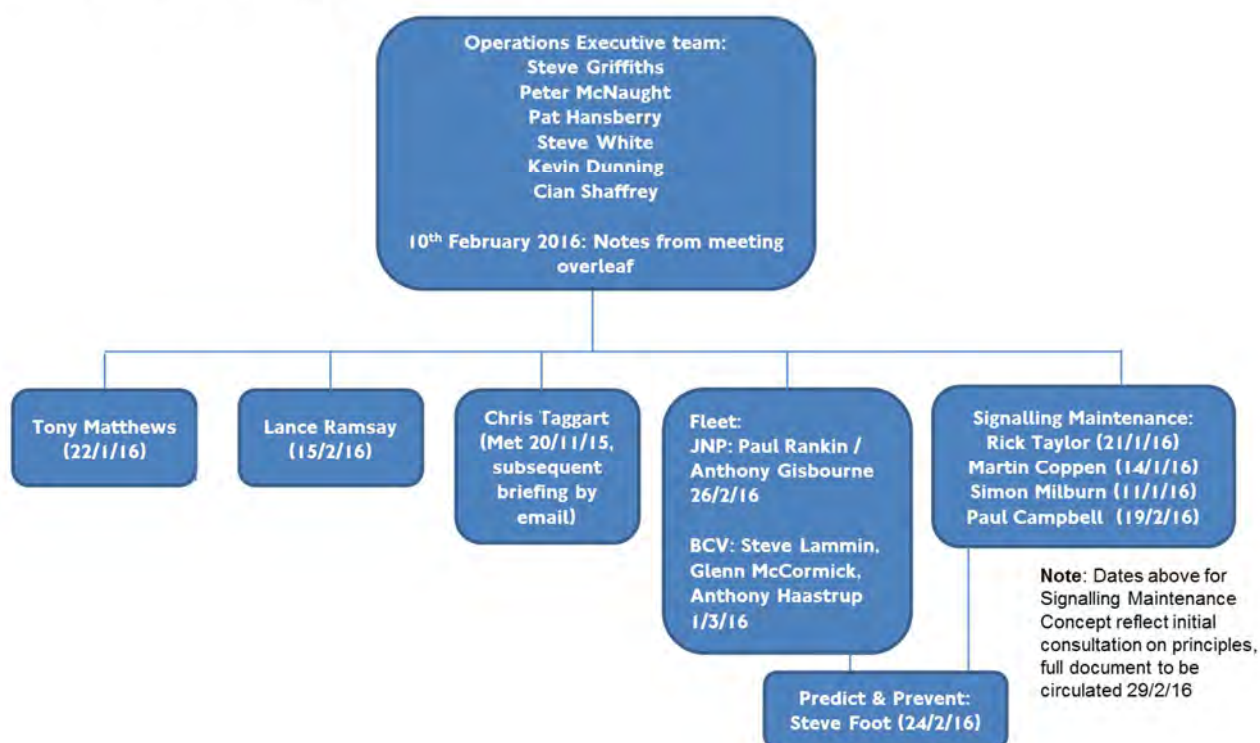 Operations Executive team:
Steve Griffiths
Peter McNaught
Pat Hansberry
Steve White
Kevin Dunning
Cian Shaffrey
10th February 2016: Notes from meeting
overleaf
Tony Matthews
(22/1/16)
Lance Ramsay
(15/2/16)
Chris Taggart
(Met 20/11/15,
subsequent
briefing by
email)
Fleet:
JNP: Paul Rankin /
Anthony Gisbourne
26/2/16
BCV: Steve Lammin,
Glenn McCormick,
Anthony Haastrup
1/3/16
Signalling Maintenance:
Rick Taylor (21/1/16)
Martin Coppen (14/1/16)
Simon Milburn (11/1/16)
Paul Campbell (19/2/16)
Note: Dates above for
Signalling Maintenance
Concept reflect initial
consultation on principles,
full document to be
circulated 29/2/16
Predict & Prevent:
Steve Foot (24/2/16)